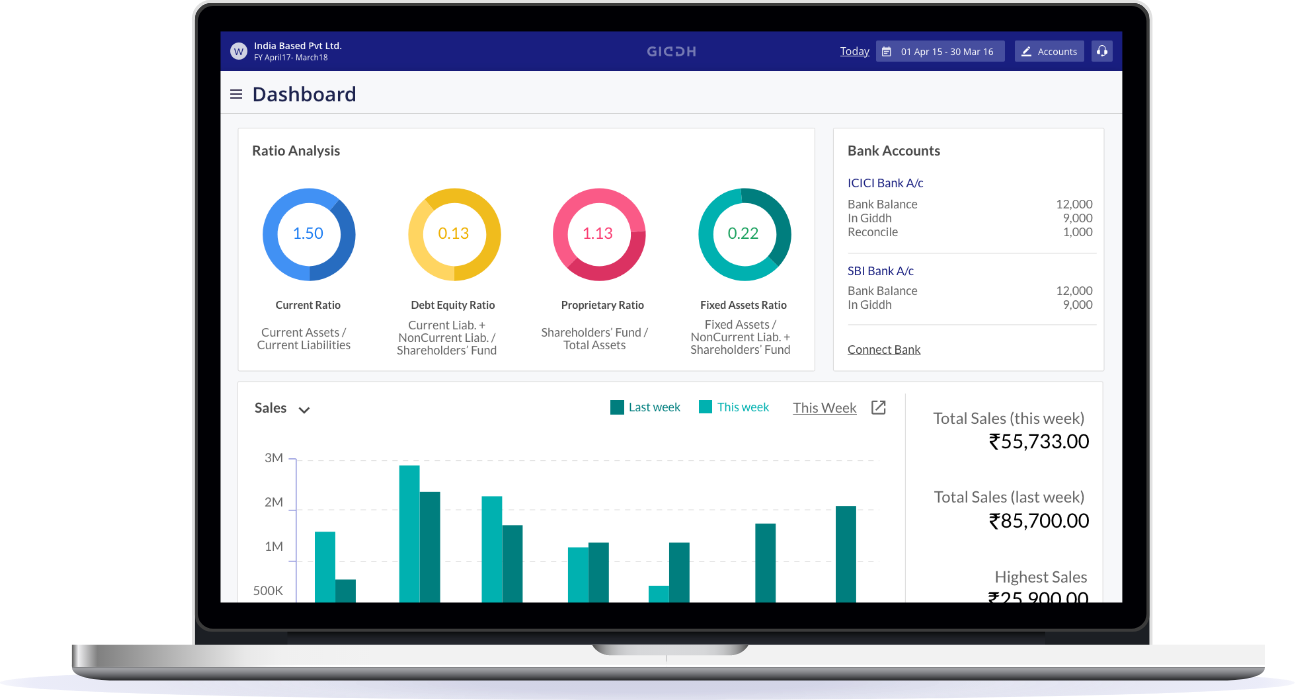 W
India Based Pvt Ltd.
FY April17- March18
GIDDH
Today
01 Apr 15 - 30 Mar 16
Accounts
Dashboard
Ratio Analysis
1.50
0.13
1.13
0.22
Current Ratio
Current Assets /
Current Liabilities
Debt Equity Ratio
Current Liab. +
NonCurrent Liab. /
Shareholders' Fund
Proprietary Ratio
Shareholders' Fund /
Total Assets
Fixed Assets Ratio
Fixed Assets /
NonCurrent Liab. +
Shareholders' Fund
Bank Accounts
ICICI Bank A/c
Bank Balance 12,000
In Giddh 9,000
Reconcile 1,000
SBI Bank A/c
Bank Balance 12,000
In Giddh 9,000
Connect Bank
Sales
Last week
This week
This Week
3M
2M
1M
500K
Total Sales (this week)
₹55,733.00
Total Sales (last week)
₹85,700.00
Highest Sales
₹25,900.00